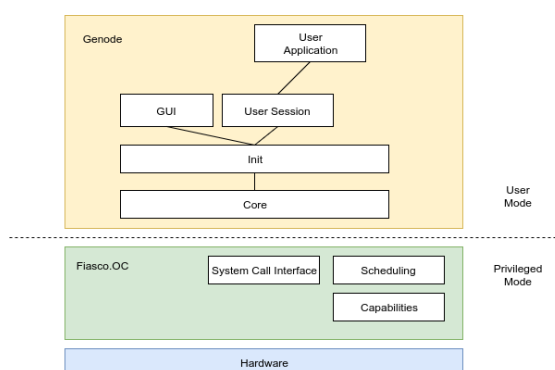 Genode
User
Application
GUI
User Session
Init
Core
User
Mode
Fiasco.OC
System Call Interface
Scheduling
Privileged
Mode
Capabilities
Hardware